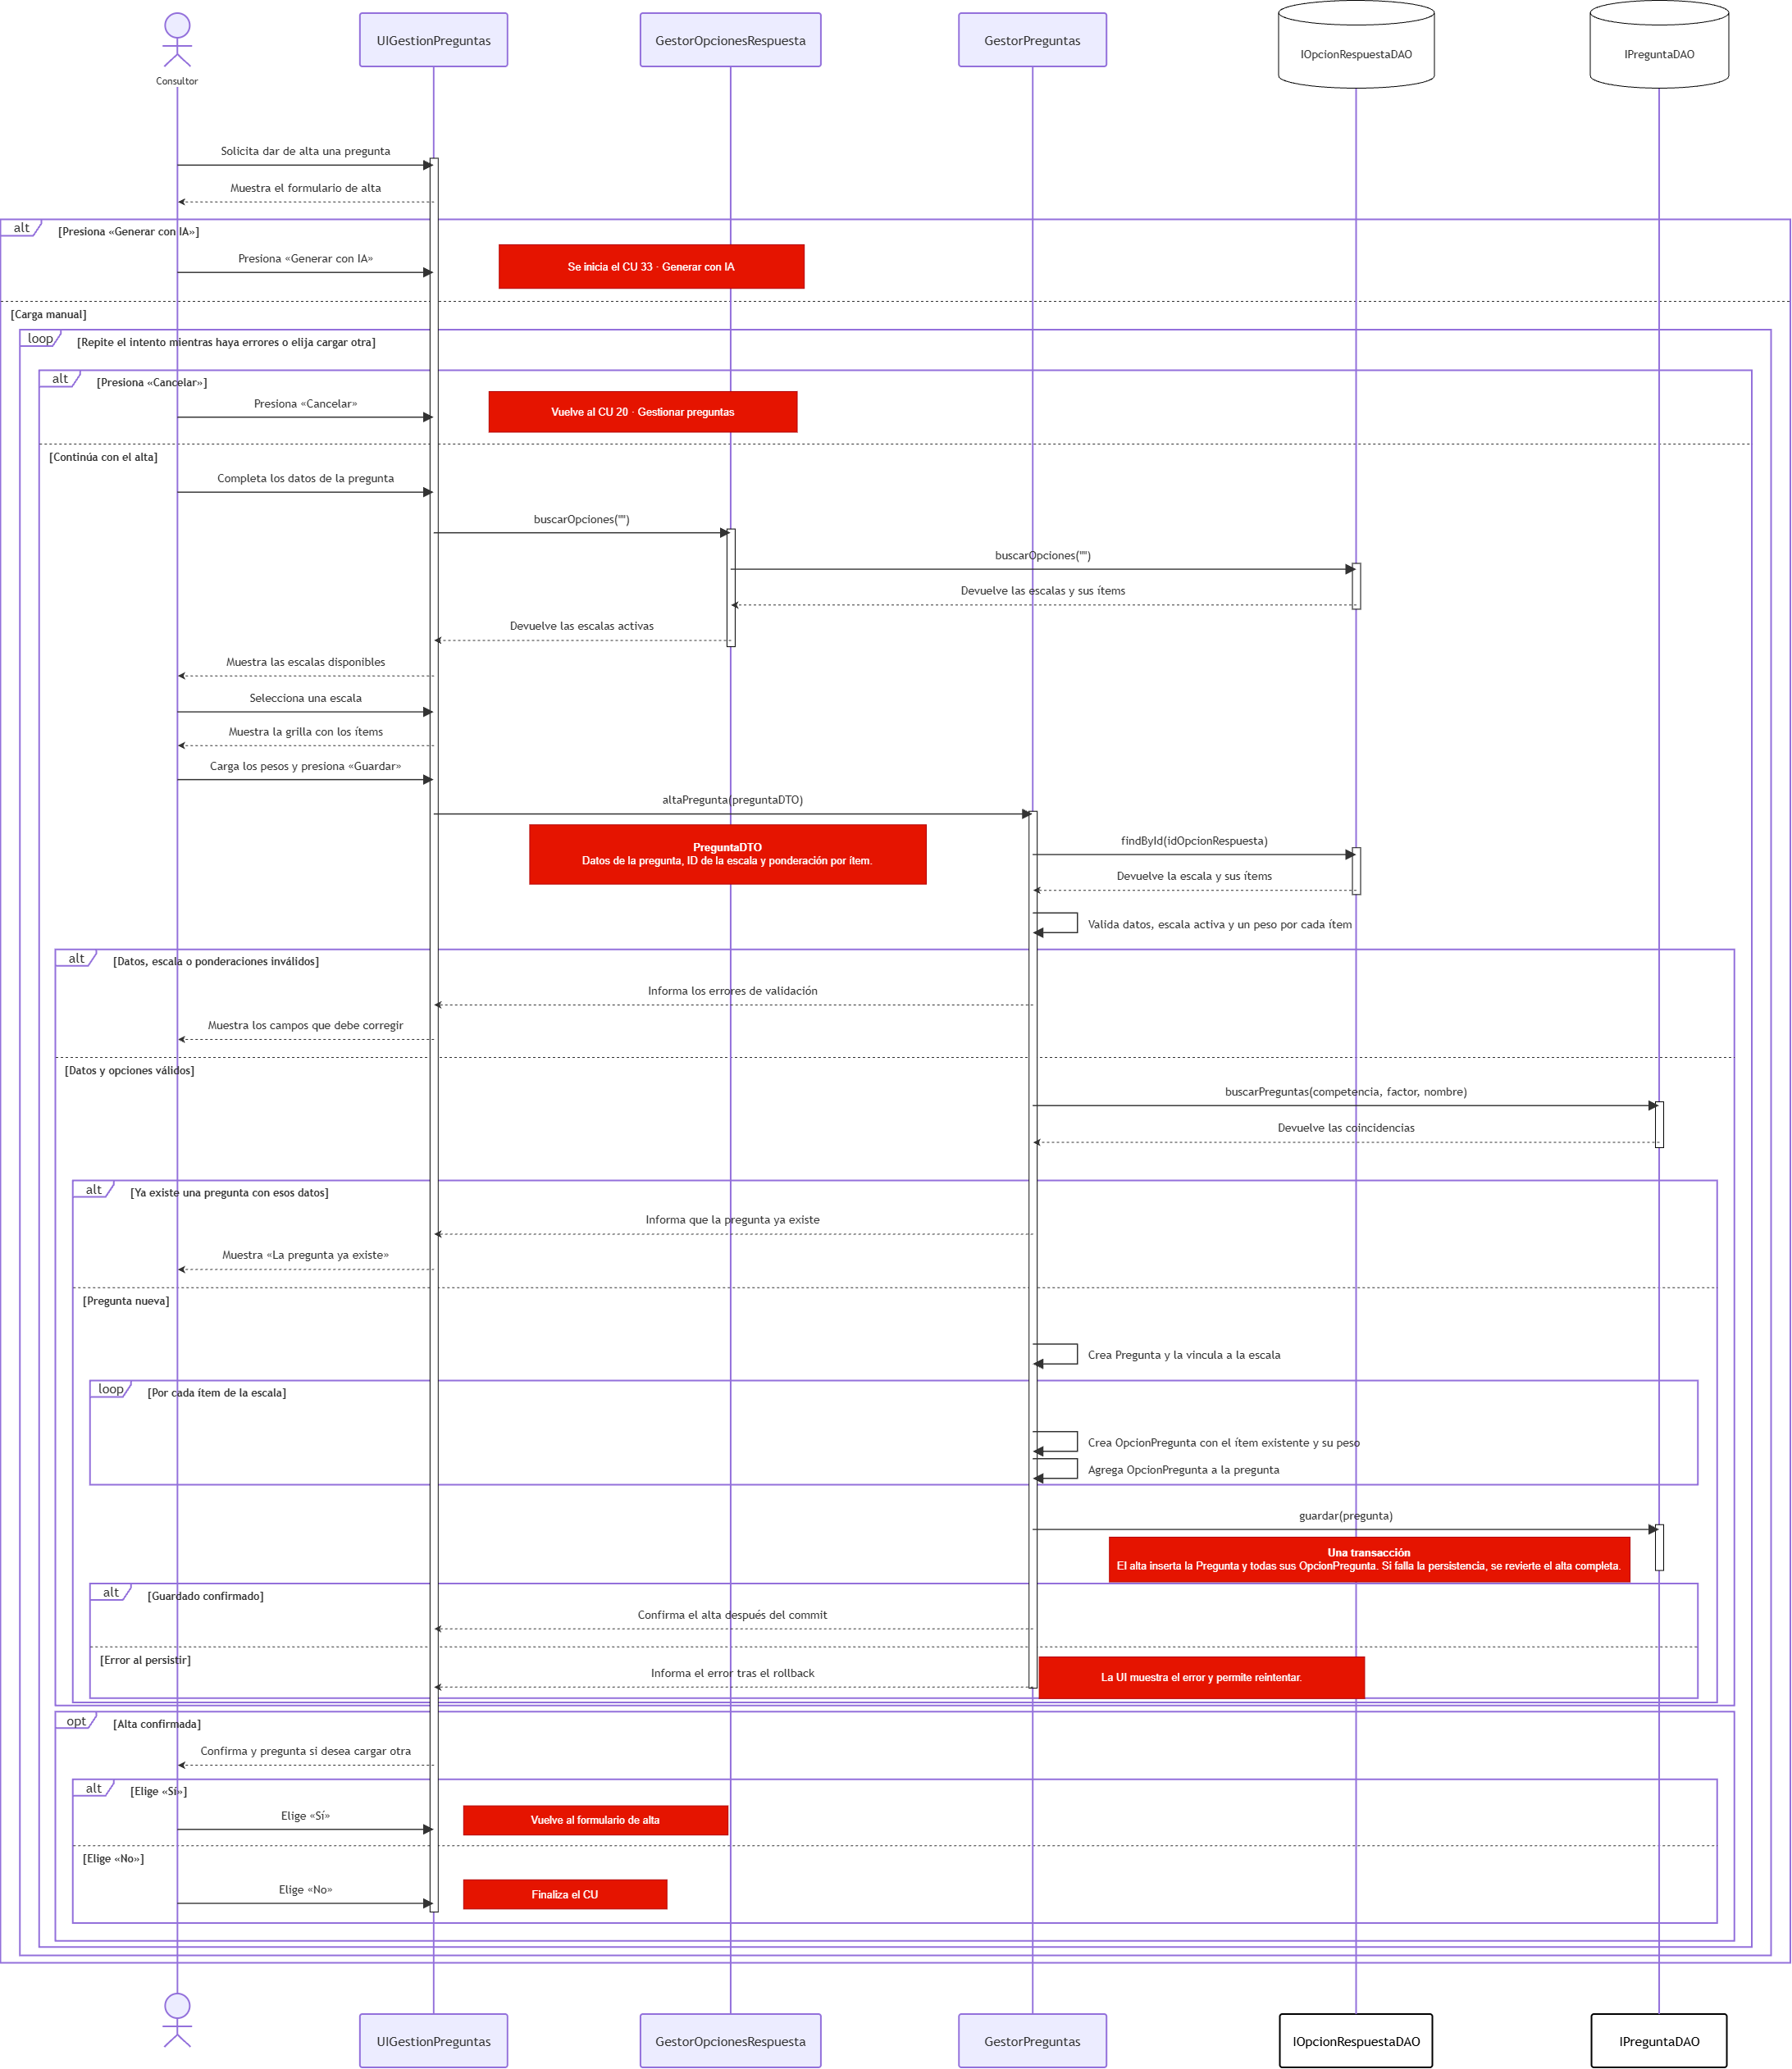 Consultor
UIGestionPreguntas
GestorOpcionesRespuesta
GestorPreguntas
IOpcionRespuestaDAO
IPreguntaDAO
Solicita dar de alta una pregunta
Muestra el formulario de alta
alt
[Presiona «Generar con IA»]
Presiona «Generar con IA»
Se inicia el CU 33 · Generar con IA
[Carga manual]
loop
[Repite el intento mientras haya errores o elija cargar otra]
alt
[Presiona «Cancelar»]
Presiona «Cancelar»
Vuelve al CU 20 · Gestionar preguntas
[Continúa con el alta]
Completa los datos de la pregunta
buscarOpciones("")
buscarOpciones("")
Devuelve las escalas y sus ítems
Devuelve las escalas activas
Muestra las escalas disponibles
Selecciona una escala
Muestra la grilla con los ítems
Carga los pesos y presiona «Guardar»
altaPregunta(preguntaDTO)
PreguntaDTO
Datos de la pregunta, ID de la escala y ponderación por ítem.
findById(idOpcionRespuesta)
Devuelve la escala y sus ítems
Valida datos, escala activa y un peso por cada ítem
alt
[Datos, escala o ponderaciones inválidos]
Informa los errores de validación
Muestra los campos que debe corregir
[Datos y opciones válidos]
buscarPreguntas(competencia, factor, nombre)
Devuelve las coincidencias
alt
[Ya existe una pregunta con esos datos]
Informa que la pregunta ya existe
Muestra «La pregunta ya existe»
[Pregunta nueva]
Crea Pregunta y la vincula a la escala
loop
[Por cada ítem de la escala]
Crea OpcionPregunta con el ítem existente y su peso
Agrega OpcionPregunta a la pregunta
guardar(pregunta)
Una transacción
El alta inserta la Pregunta y todas sus OpcionPregunta. Si falla la persistencia, se revierte el alta completa.
alt
[Guardado confirmado]
Confirma el alta después del commit
[Error al persistir]
Informa el error tras el rollback
La UI muestra el error y permite reintentar.
opt
[Alta confirmada]
Confirma y pregunta si desea cargar otra
alt
[Elige «Sí»]
Elige «Sí»
Vuelve al formulario de alta
[Elige «No»]
Elige «No»
Finaliza el CU
UIGestionPreguntas
GestorOpcionesRespuesta
GestorPreguntas
IOpcionRespuestaDAO
IPreguntaDAO